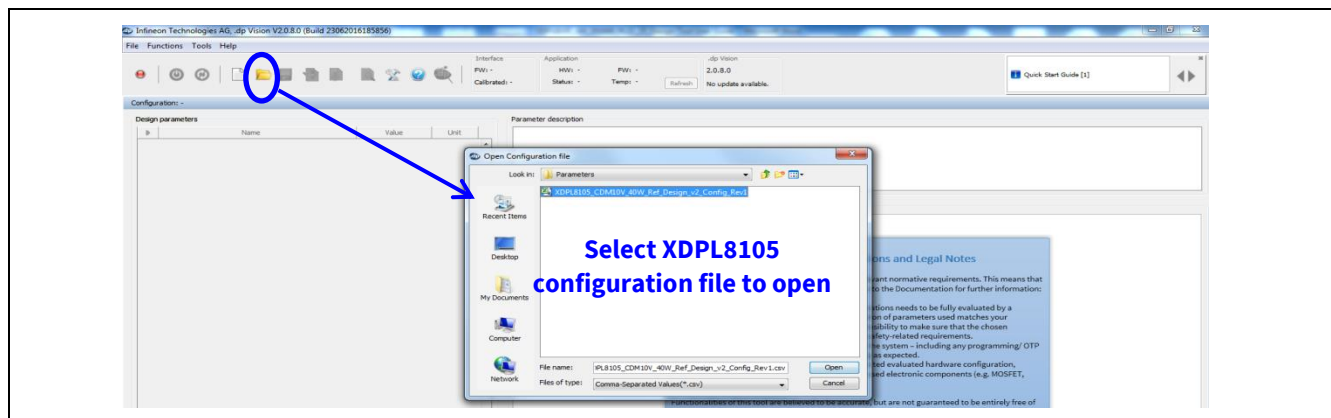 Infineon Technologies AG, .dp Vision V2.0.8.0 (Build 23062016185856)
File Functions Tools Help
Interface
FW: -
Calibrated: -
Application
HW: - FW: -
Status: - Temp: -
Refresh
.dp Vision
2.0.8.0
No update available.
Quick Start Guide [1]
Configuration: -
Design parameters
Name Value Unit
Parameter description
Open Configuration file
Look in: Parameters
XDPL8105_CDM10V_40W_Ref_Design_v2_Config_Rev1
Recent Items
Desktop
My Documents
Computer
Network
Select XDPL8105
configuration file to open
File name: IPL8105_CDM10V_40W_Ref_Design_v2_Config_Rev1.csv Open
Files of type: Comma-Separated Values(*.csv) Cancel
ons and Legal Notes
vant normative requirements. This means that
to the Documentation for further information:
ations needs to be fully evaluated by a
on of parameters used matches your
nsibility to make sure that the chosen
afety-related requirements.
he system – including any programming/ OTP
as expected.
ted evaluated hardware configuration,
sed electronic components (e.g. MOSFET,
Functionalities of this tool are believed to be accurate, but are not guaranteed to be entirely free of